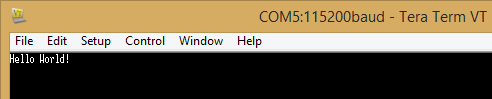 COM5:115200baud - Tera Term VT
File Edit Setup Control Window Help
Hello World!